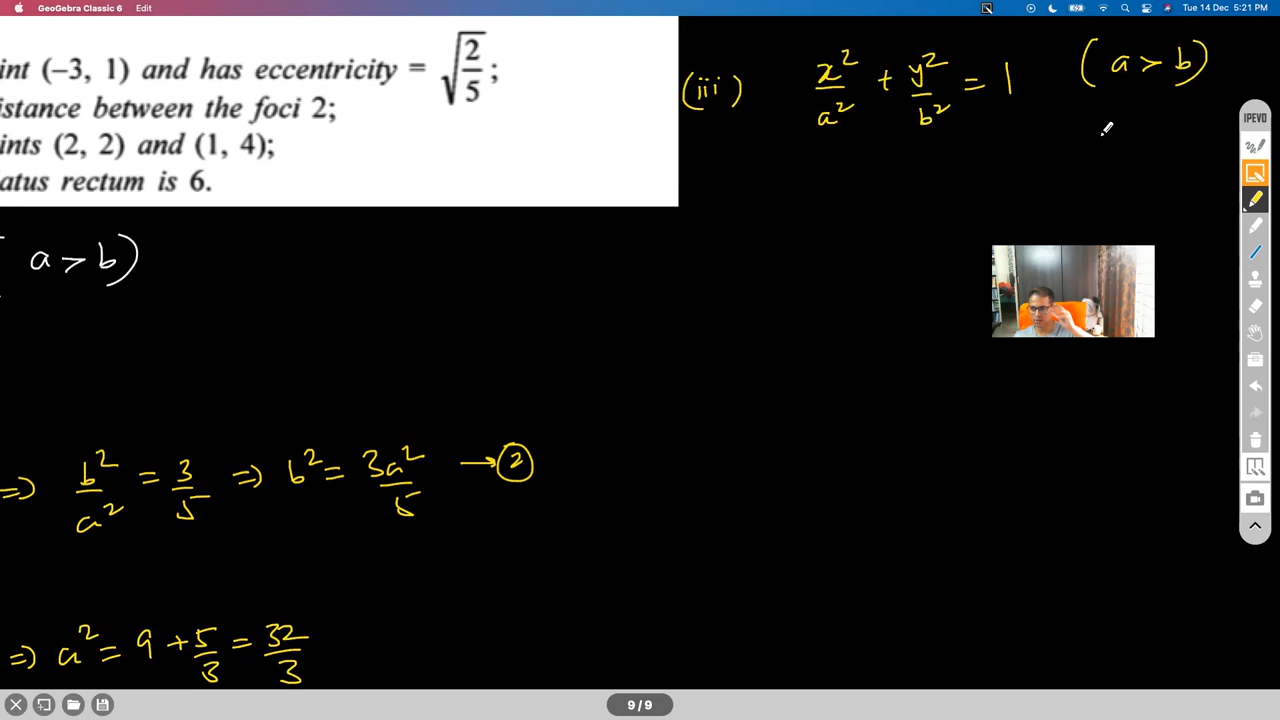 GeoGebra Classic 6 Edit Tue 14 Dec 5:21 PM
int (–3, 1) and has eccentricity = √(2/5);
istance between the foci 2;
ints (2, 2) and (1, 4);
atus rectum is 6.
(iii) x²/a² + y²/b² = 1 (a > b)
IPEVO
a > b)
=> b²/a² = 3/5 => b² = 3a²/5 → ②
=> a² = 9 + 5/3 = 32/3
9 / 9